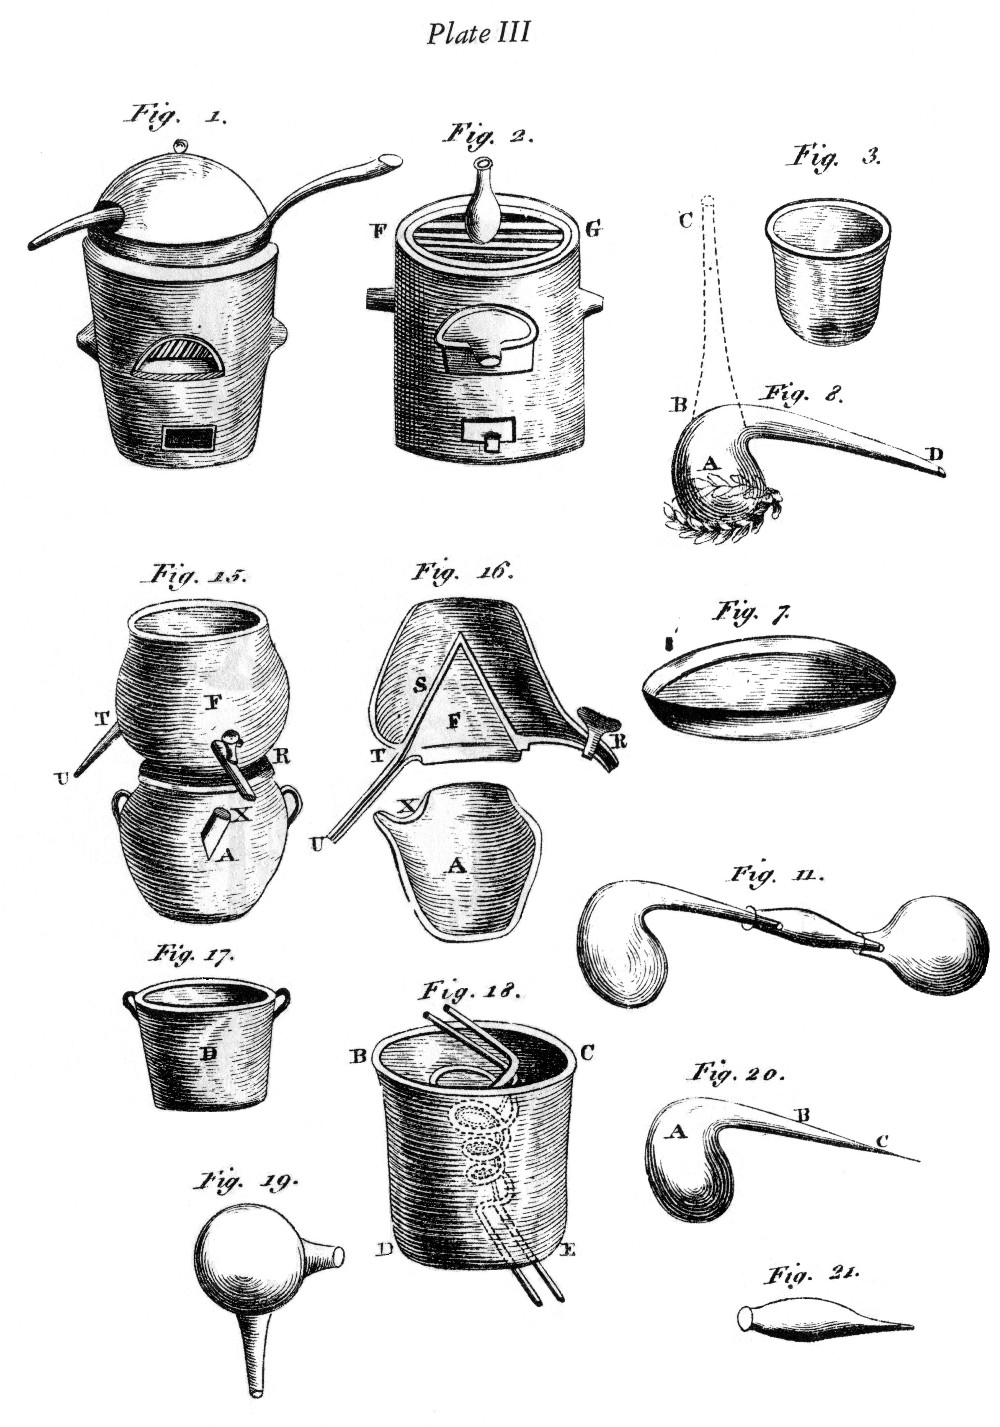 Plate III
Fig. 1.
Fig. 2.
F
G
Fig. 3.
C
B
Fig. 8.
A
D
Fig. 15.
T
F
U
R
X
A
Fig. 16.
S
F
T
R
X
U
A
Fig. 7.
Fig. 11.
Fig. 17.
D
Fig. 18.
B
C
D
E
Fig. 20.
A
B
C
Fig. 19.
Fig. 21.